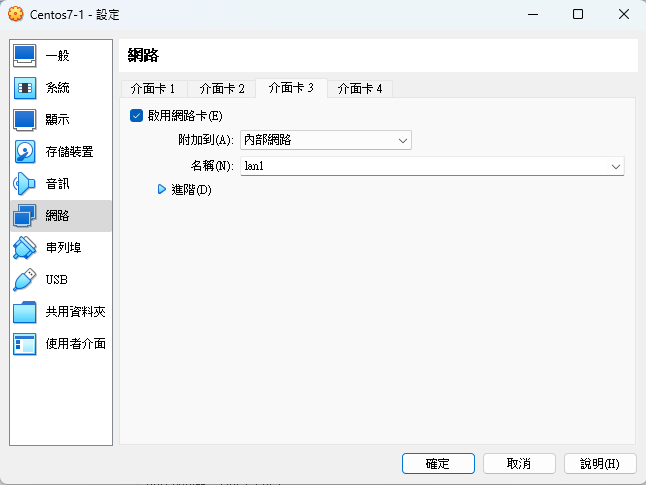 Centos7-1 - 設定
一般
系統
顯示
存儲裝置
音訊
網路
串列埠
USB
共用資料夾
使用者介面
網路
介面卡 1
介面卡 2
介面卡 3
介面卡 4
啟用網路卡(E)
附加到(A):
內部網路
名稱(N):
lan1
進階(D)
確定
取消
說明(H)